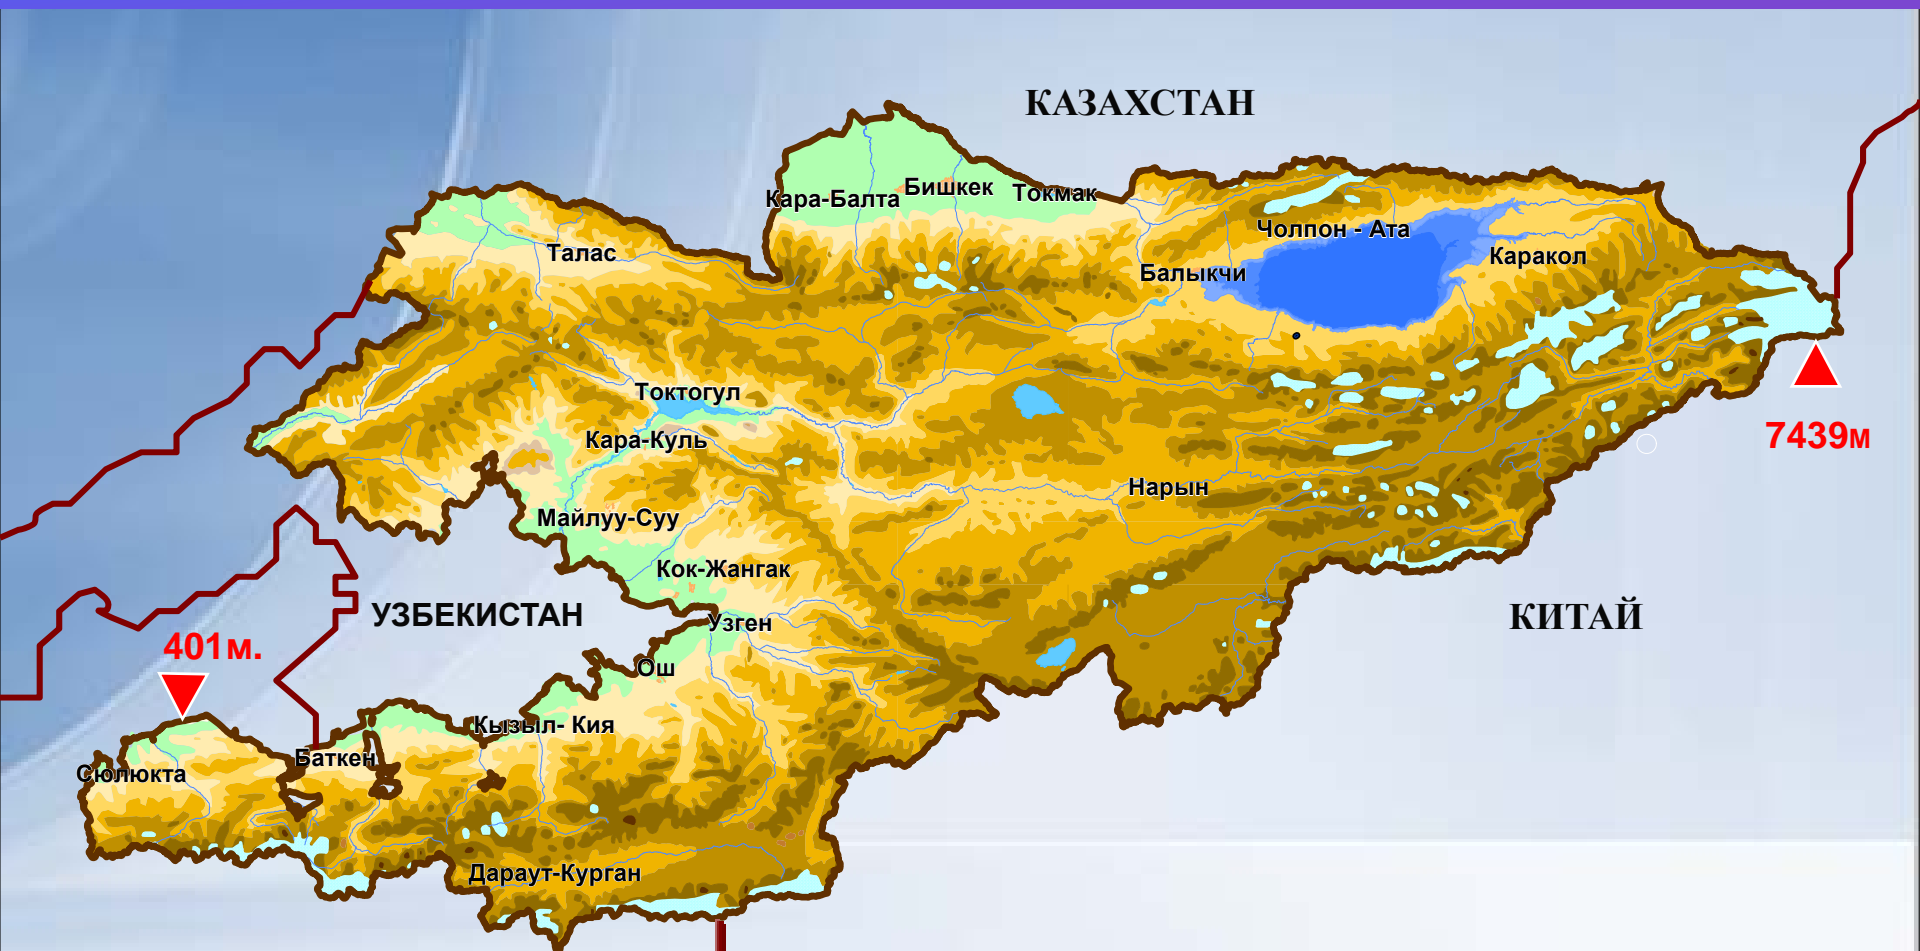 КАЗАХСТАН
Кара-Балта
Бишкек
Токмак
Талас
Чолпон - Ата
Балыкчи
Каракол
Токтогул
Кара-Куль
7439м
Нарын
Майлуу-Суу
Кок-Жангак
УЗБЕКИСТАН
КИТАЙ
Узген
401м.
Ош
Кызыл- Кия
Баткен
Сюлюкта
Дараут-Курган